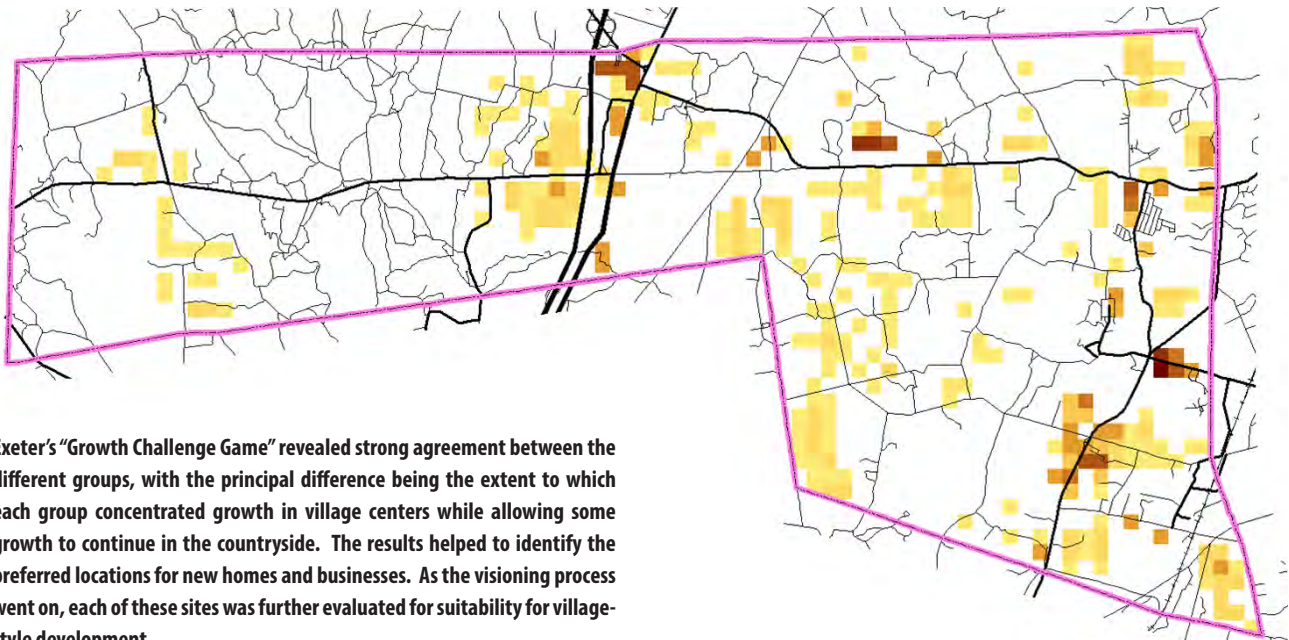 Exeter's “Growth Challenge Game” revealed strong agreement between the
different groups, with the principal difference being the extent to which
each group concentrated growth in village centers while allowing some
growth to continue in the countryside. The results helped to identify the
preferred locations for new homes and businesses. As the visioning process
went on, each of these sites was further evaluated for suitability for village-
style development.